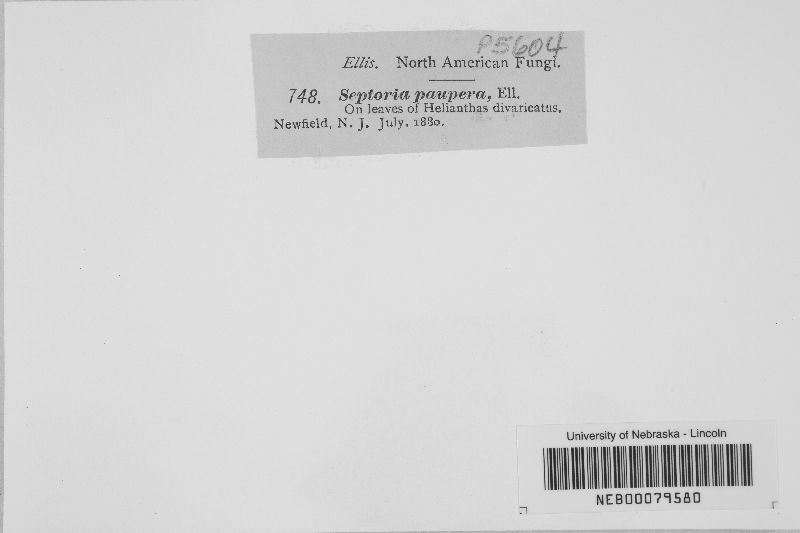 P5604
Ellis. North American Fungi.
748. Septoria paupera, Ell.
On leaves of Helianthas divaricatus,
Newfield, N. J. July, 1880.
University of Nebraska - Lincoln
NEB00079580